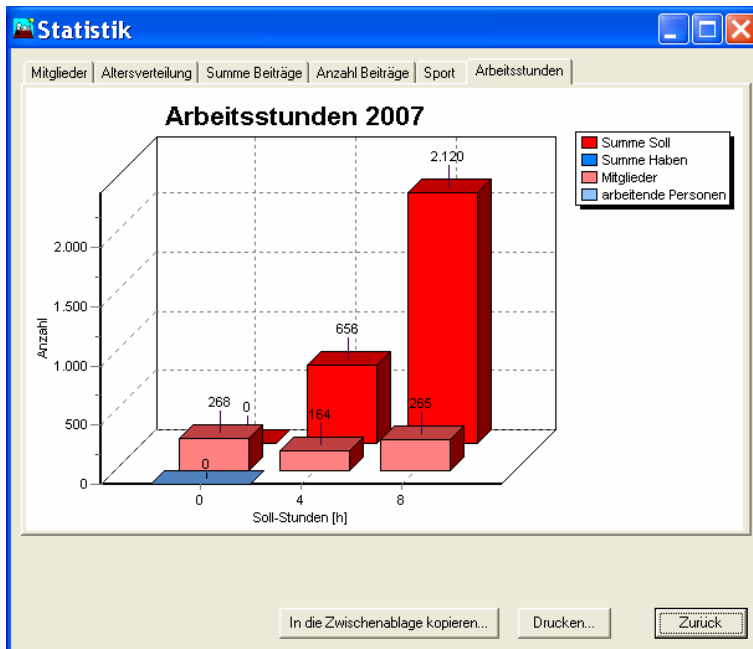 Statistik
Mitglieder Altersverteilung Summe Beiträge Anzahl Beiträge Sport Arbeitsstunden
Arbeitsstunden 2007
Summe Soll
Summe Haben
Mitglieder
arbeitende Personen
2.120
2.000
1.500
656
1.000
268
0
164
265
500
0
0
Anzahl
0
4
8
Soll-Stunden [h]
In die Zwischenablage kopieren... Drucken... Zurück